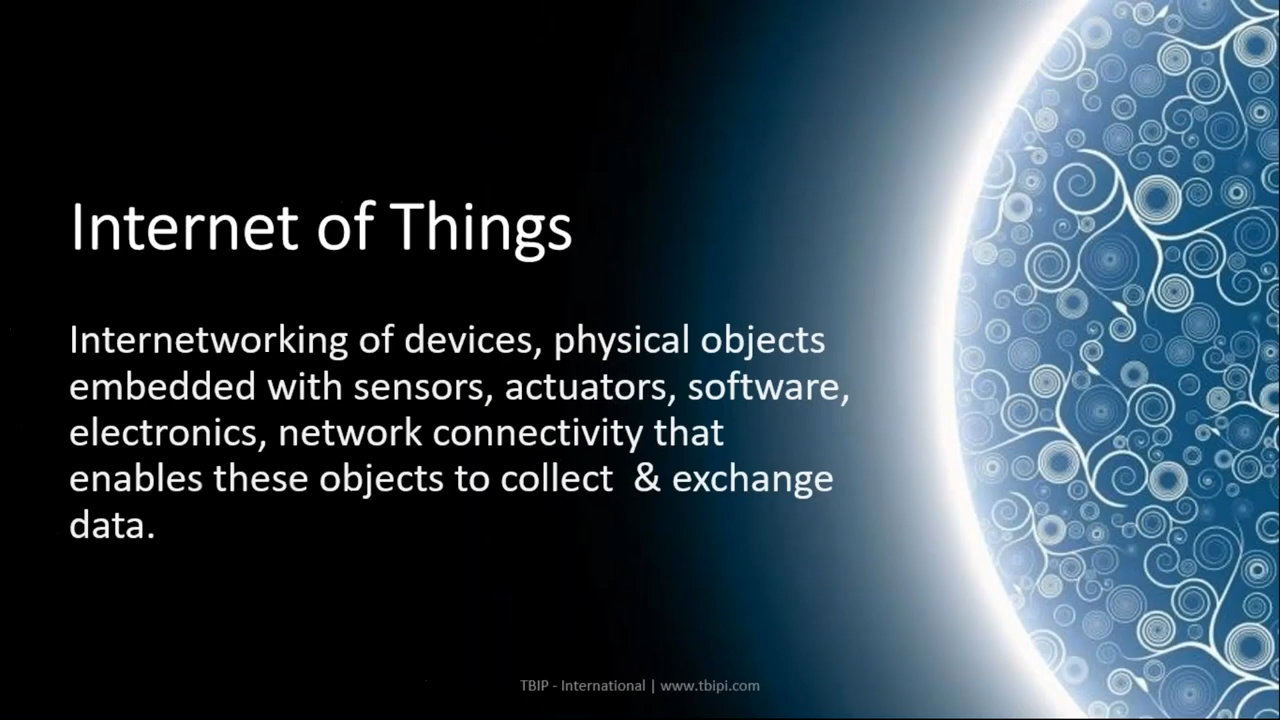 Internet of Things
Internetworking of devices, physical objects
embedded with sensors, actuators, software,
electronics, network connectivity that
enables these objects to collect  & exchange
data.
TBIP - International | www.tbipi.com